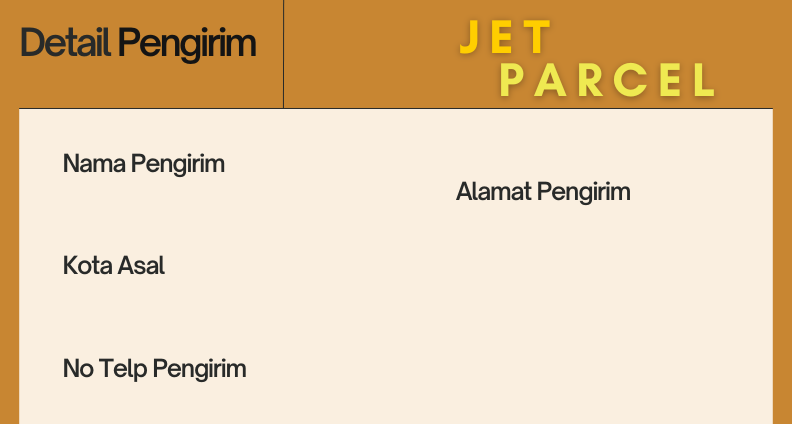 Detail Pengirim
JET
PARCEL
Nama Pengirim
Alamat Pengirim
Kota Asal
No Telp Pengirim